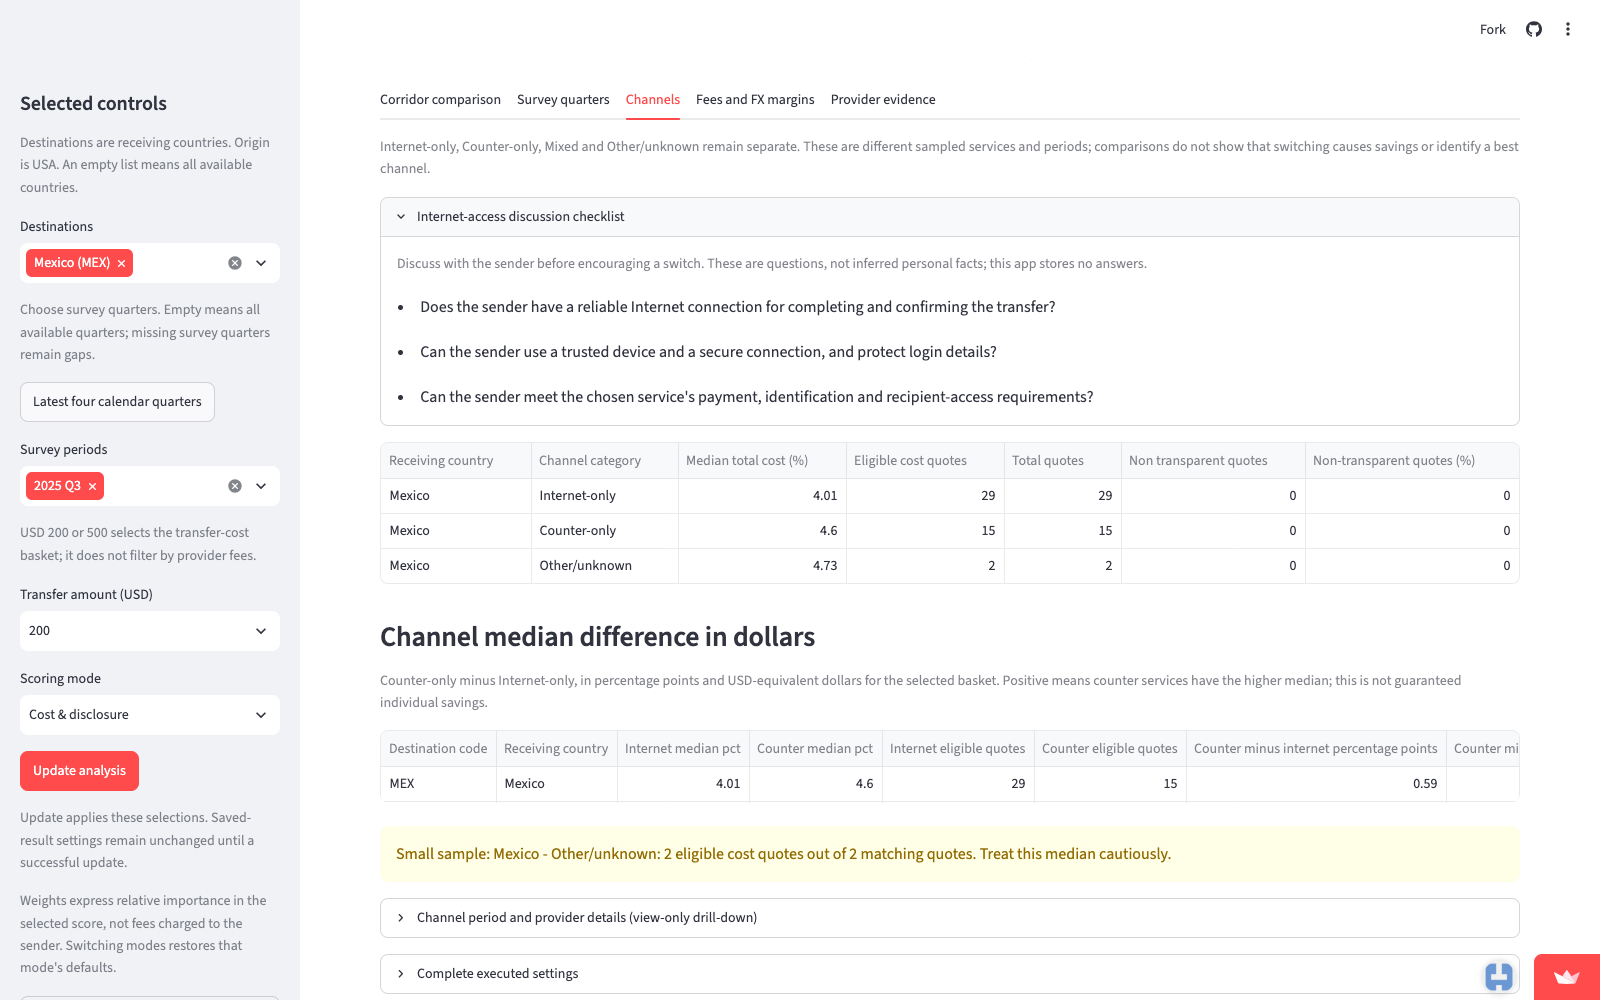 Fork
Selected controls
Destinations are receiving countries. Origin
is USA. An empty list means all available
countries.
Destinations
Mexico (MEX)
Choose survey quarters. Empty means all
available quarters; missing survey quarters
remain gaps.
Latest four calendar quarters
Survey periods
2025 Q3
USD 200 or 500 selects the transfer-cost
basket; it does not filter by provider fees.
Transfer amount (USD)
200
Scoring mode
Cost & disclosure
Update analysis
Update applies these selections. Saved-
result settings remain unchanged until a
successful update.
Weights express relative importance in the
selected score, not fees charged to the
sender. Switching modes restores that
mode's defaults.
Corridor comparison Survey quarters Channels Fees and FX margins Provider evidence
Internet-only, Counter-only, Mixed and Other/unknown remain separate. These are different sampled services and periods; comparisons do not show that switching causes savings or identify a best
channel.
Internet-access discussion checklist
Discuss with the sender before encouraging a switch. These are questions, not inferred personal facts; this app stores no answers.
• Does the sender have a reliable Internet connection for completing and confirming the transfer?
• Can the sender use a trusted device and a secure connection, and protect login details?
• Can the sender meet the chosen service's payment, identification and recipient-access requirements?
Receiving country Channel category Median total cost (%) Eligible cost quotes Total quotes Non transparent quotes Non-transparent quotes (%)
Mexico Internet-only 4.01 29 29 0 0
Mexico Counter-only 4.6 15 15 0 0
Mexico Other/unknown 4.73 2 2 0 0
Channel median difference in dollars
Counter-only minus Internet-only, in percentage points and USD-equivalent dollars for the selected basket. Positive means counter services have the higher median; this is not guaranteed
individual savings.
Destination code Receiving country Internet median pct Counter median pct Internet eligible quotes Counter eligible quotes Counter minus internet percentage points Counter mi
MEX Mexico 4.01 4.6 29 15 0.59
Small sample: Mexico - Other/unknown: 2 eligible cost quotes out of 2 matching quotes. Treat this median cautiously.
Channel period and provider details (view-only drill-down)
Complete executed settings